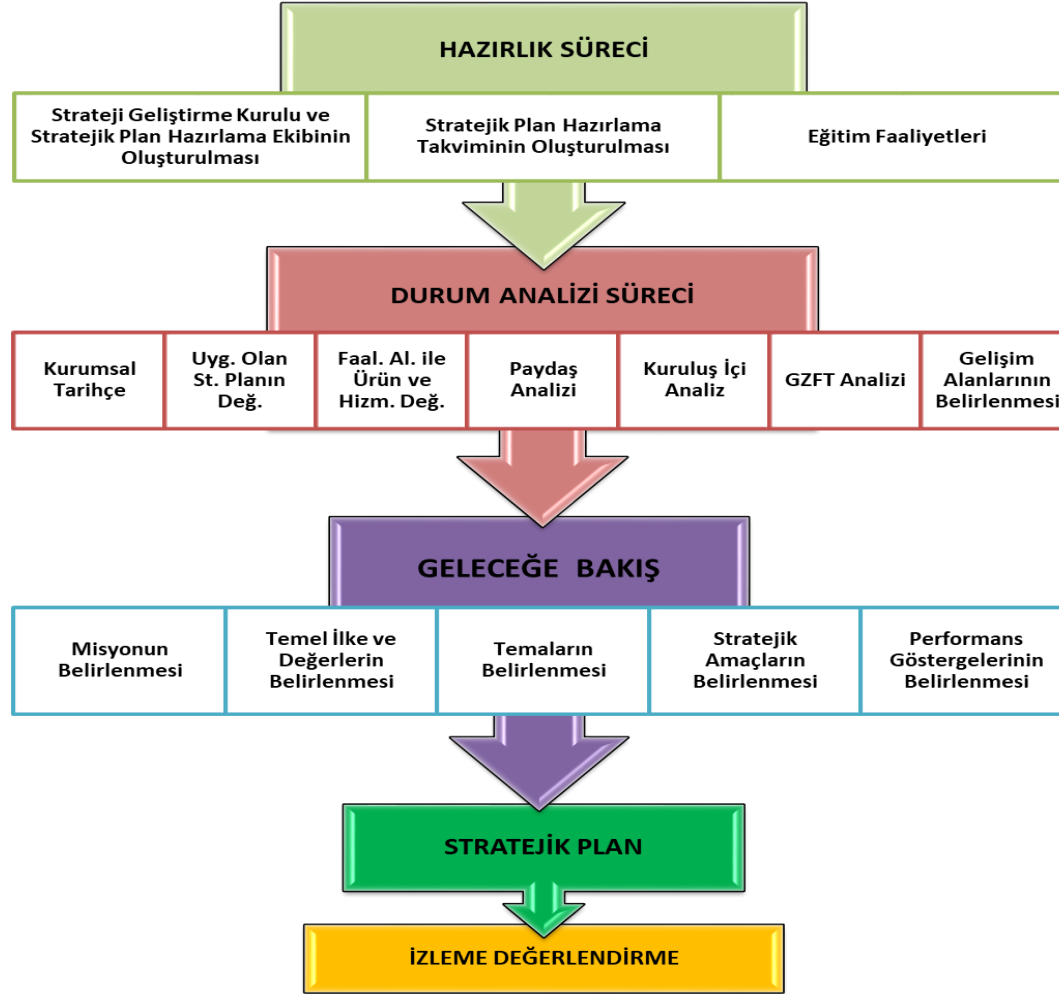 HAZIRLIK SÜRECİ
Strateji Geliştirme Kurulu ve
Stratejik Plan Hazırlama Ekibinin
Oluşturulması
Stratejik Plan Hazırlama
Takviminin Oluşturulması
Eğitim Faaliyetleri
DURUM ANALİZİ SÜRECİ
Kurumsal
Tarihçe
Uyg. Olan
St. Planın
Değ.
Faal. Al. ile
Ürün ve
Hizm. Değ.
Paydaş
Analizi
Kuruluş İçi
Analiz
GZFT Analizi
Gelişim
Alanlarının
Belirlenmesi
GELECEĞE BAKIŞ
Misyonun
Belirlenmesi
Temel İlke ve
Değerlerin
Belirlenmesi
Temaların
Belirlenmesi
Stratejik
Amaçların
Belirlenmesi
Performans
Göstergelerinin
Belirlenmesi
STRATEJİK PLAN
İZLEME DEĞERLENDİRME